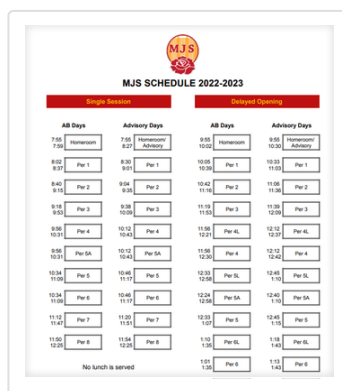 MJS
MJS SCHEDULE 2022-2023
Single Session
Delayed Opening
AB Days
Advisory Days
AB Days
Advisory Days
7:55 7:59 Homeroom
7:55 8:27 Homeroom/ Advisory
9:55 10:02 Homeroom
9:55 10:30 Homeroom/ Advisory
8:02 8:37 Per 1
8:30 9:01 Per 1
10:05 10:39 Per 1
10:33 11:03 Per 1
8:40 9:15 Per 2
9:04 9:35 Per 2
10:42 11:16 Per 2
11:06 11:36 Per 2
9:18 9:53 Per 3
9:38 10:09 Per 3
11:19 11:53 Per 3
11:39 12:09 Per 3
9:56 10:31 Per 4
10:12 10:43 Per 4
11:56 12:21 Per 4L
12:12 12:37 Per 4L
9:56 10:31 Per 5A
10:12 10:43 Per 5A
11:56 12:30 Per 4
12:12 12:42 Per 4
10:34 11:09 Per 5
10:46 11:17 Per 5
12:33 12:58 Per 5L
12:45 1:10 Per 5L
10:34 11:09 Per 6
10:46 11:17 Per 6
12:24 12:58 Per 5A
12:40 1:10 Per 5A
11:12 11:47 Per 7
11:20 11:51 Per 7
12:33 1:07 Per 5
12:45 1:15 Per 5
11:50 12:25 Per 8
11:54 12:25 Per 8
1:10 1:35 Per 6L
1:18 1:43 Per 6L
No lunch is served
1:01 1:35 Per 6
1:13 1:43 Per 6